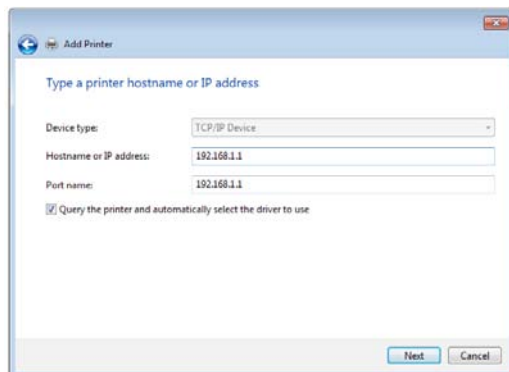 Add Printer
Type a printer hostname or IP address
Device type: TCP/IP Device
Hostname or IP address: 192.168.1.1
Port name: 192.168.1.1
Query the printer and automatically select the driver to use
Next Cancel